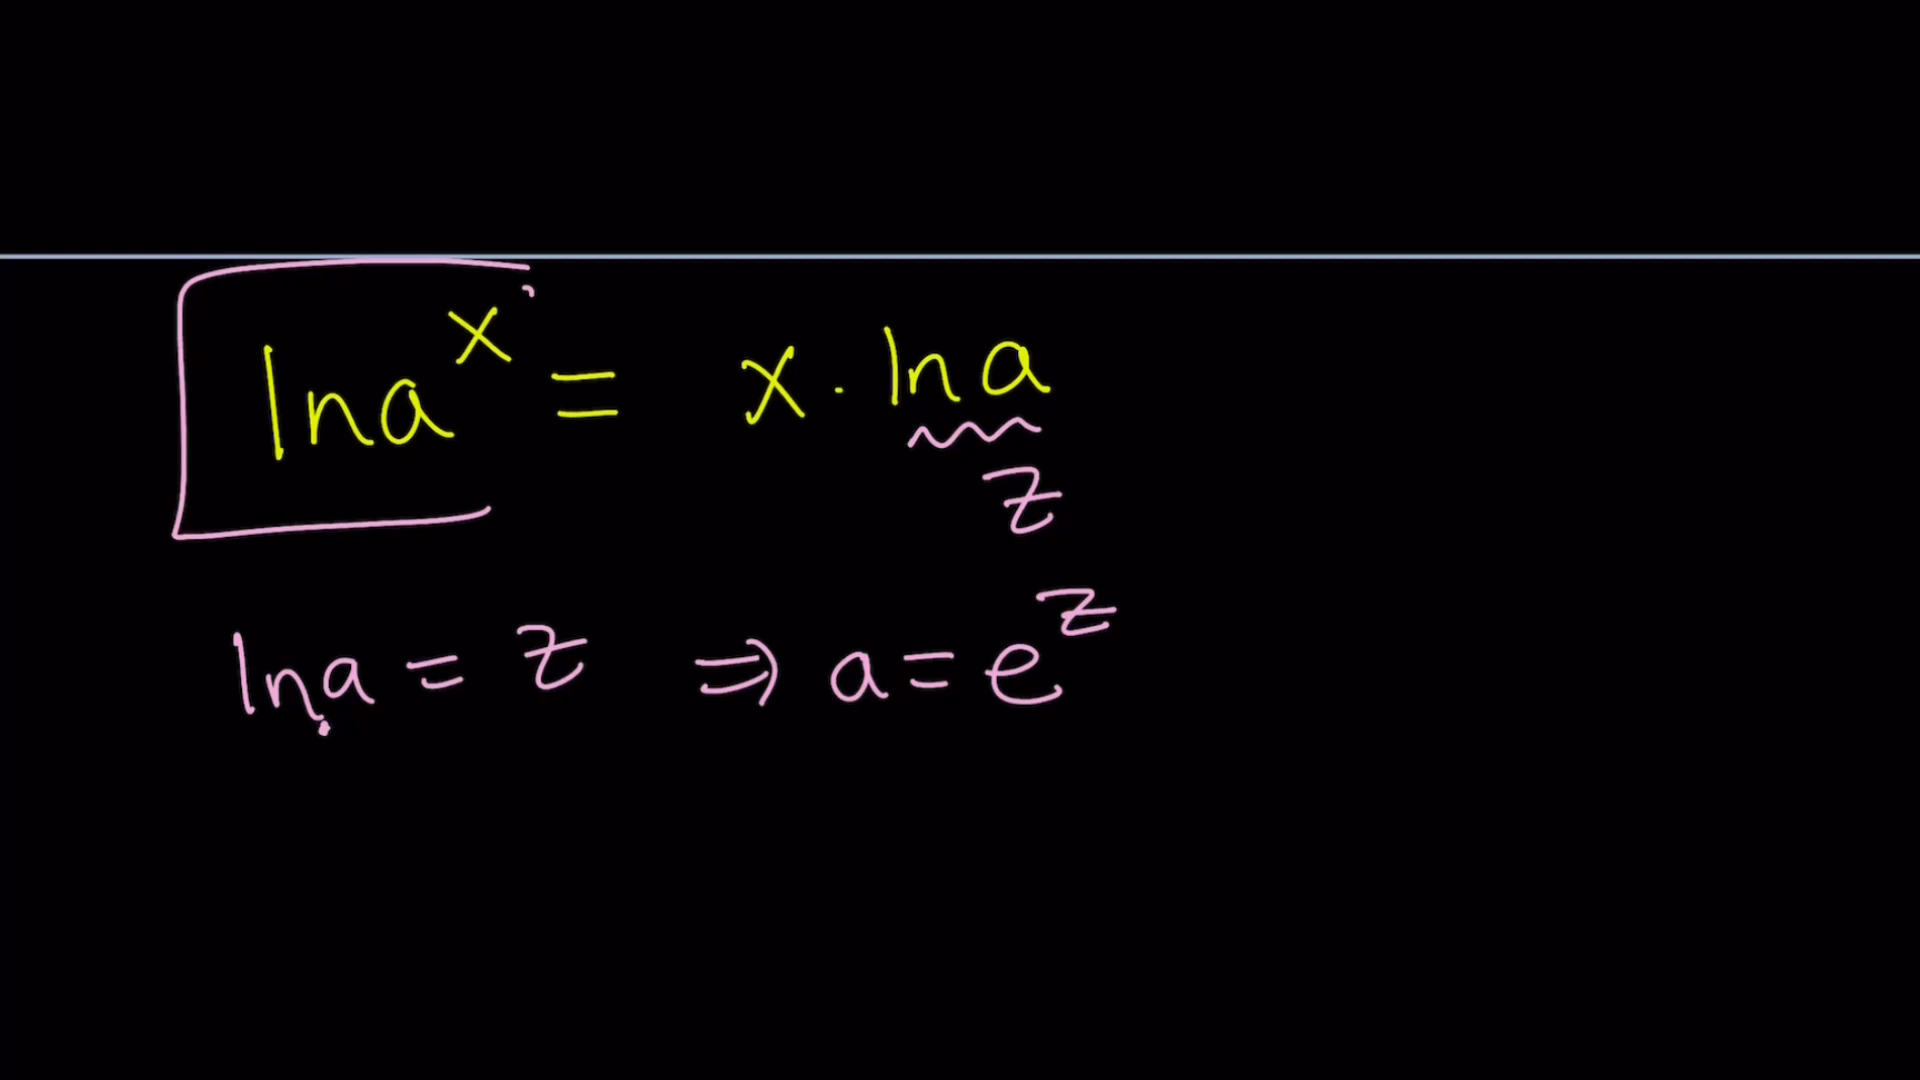 ln a^x = x · ln a
z
ln a = z ⇒ a = e^z